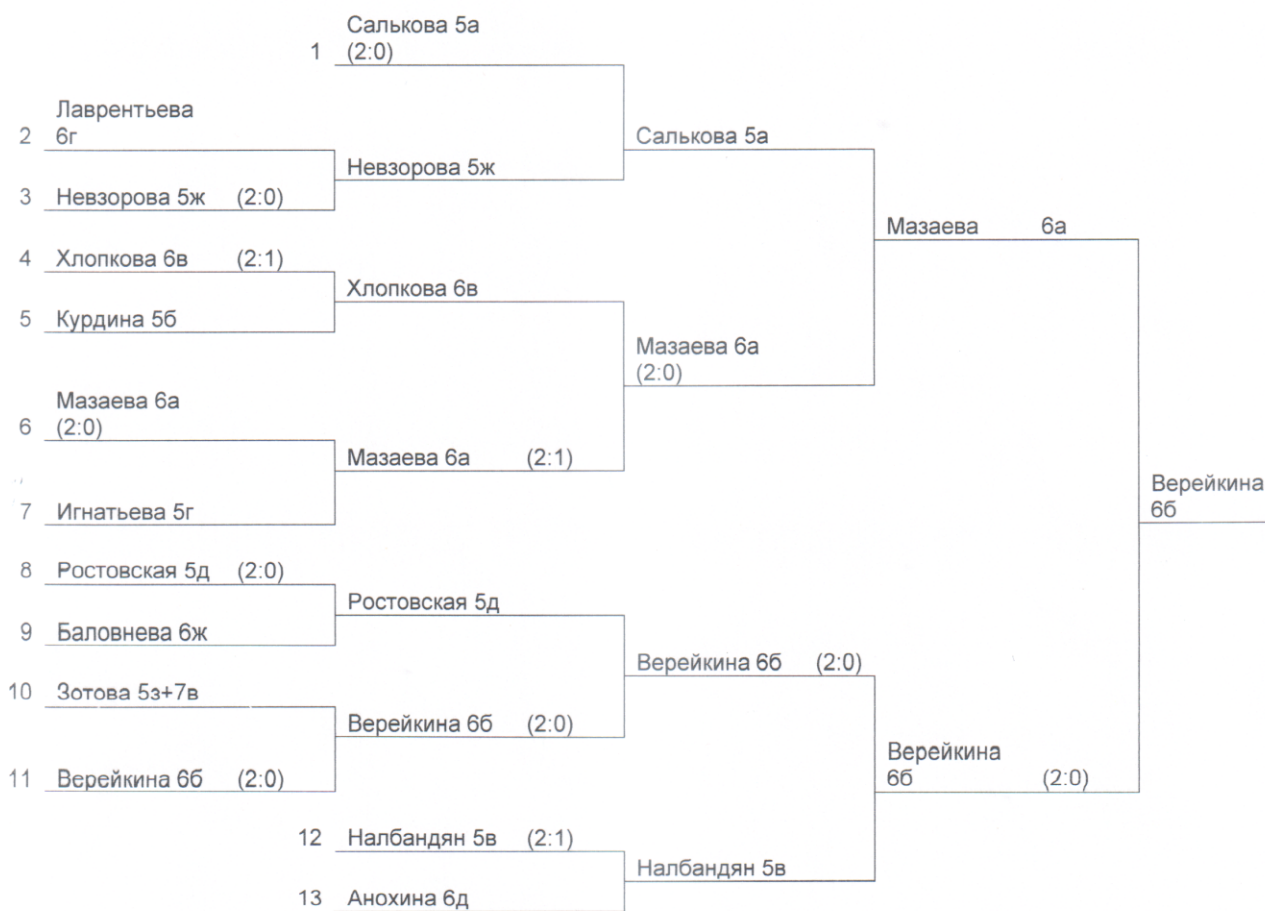 Салькова 5а
1 (2:0)
Лаврентьева
2 6г
Салькова 5а
Невзорова 5ж
3 Невзорова 5ж (2:0)
Мазаева 6а
4 Хлопкова 6в (2:1)
Хлопкова 6в
5 Курдина 5б
Мазаева 6а
(2:0)
Мазаева 6а
6 (2:0)
Мазаева 6а (2:1)
Верейкина
6б
7 Игнатьева 5г
8 Ростовская 5д (2:0)
Ростовская 5д
9 Баловнева 6ж
Верейкина 6б (2:0)
10 Зотова 5з+7в
Верейкина 6б (2:0)
Верейкина
6б (2:0)
11 Верейкина 6б (2:0)
12 Налбандян 5в (2:1)
Налбандян 5в
13 Анохина 6д